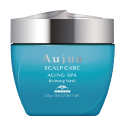 Aujua
SCALP CARE
AGING SPA
Relaxing Mask